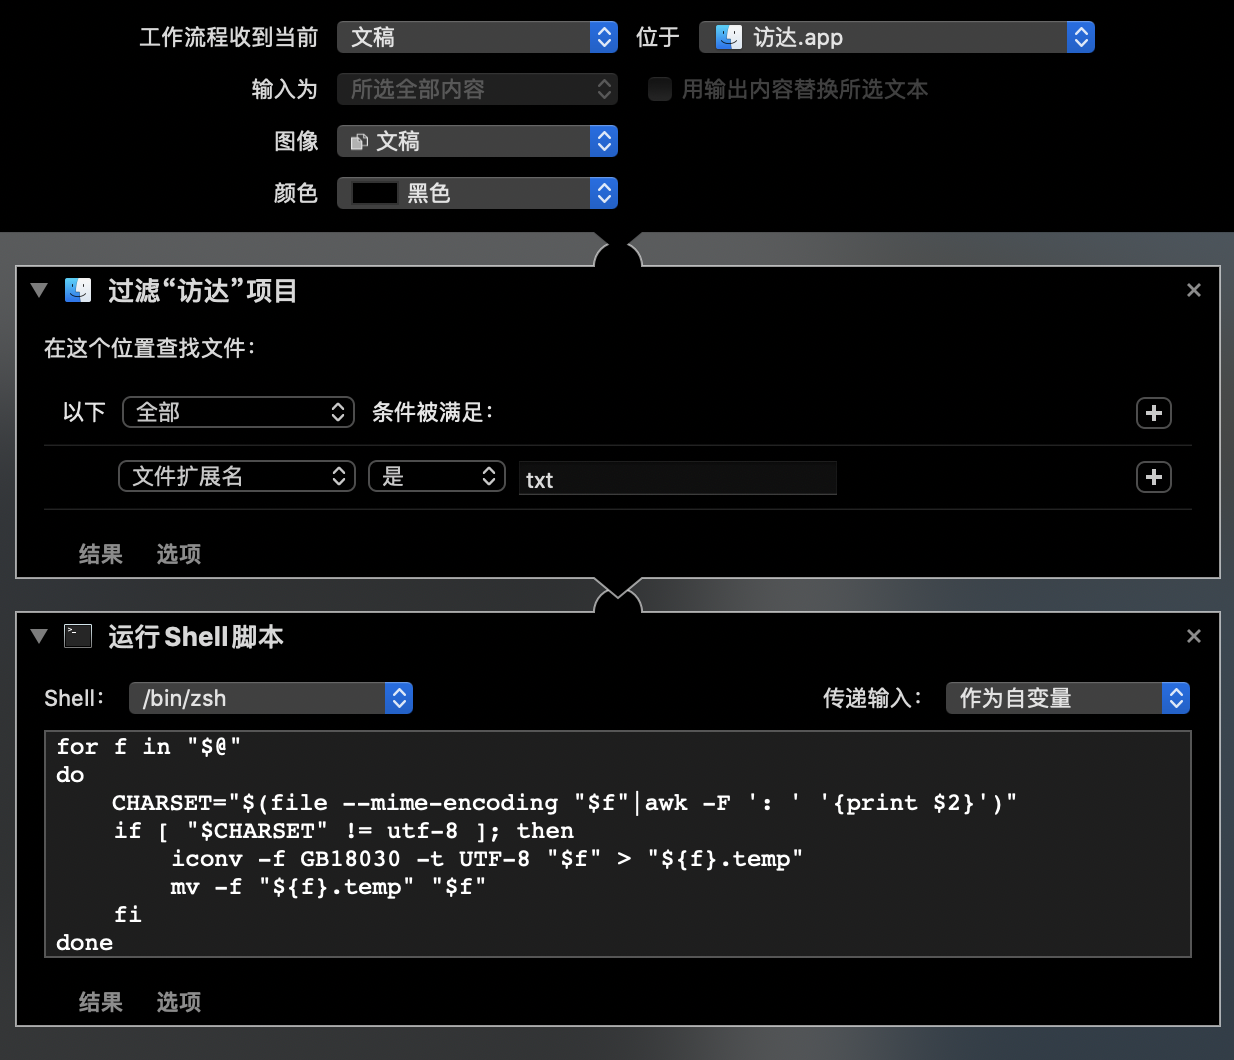 工作流程收到当前 文稿 位于 访达.app
输入为 所选全部内容 用输出内容替换所选文本
图像 文稿
颜色 黑色
过滤“访达”项目
在这个位置查找文件：
以下 全部 条件被满足：
文件扩展名 是 txt
结果 选项
运行 Shell 脚本
Shell： /bin/zsh 传递输入： 作为自变量
for f in "$@"
do
    CHARSET="$(file --mime-encoding "$f"|awk -F ': ' '{print $2}')"
    if [ "$CHARSET" != utf-8 ]; then
        iconv -f GB18030 -t UTF-8 "$f" > "${f}.temp"
        mv -f "${f}.temp" "$f"
    fi
done
结果 选项